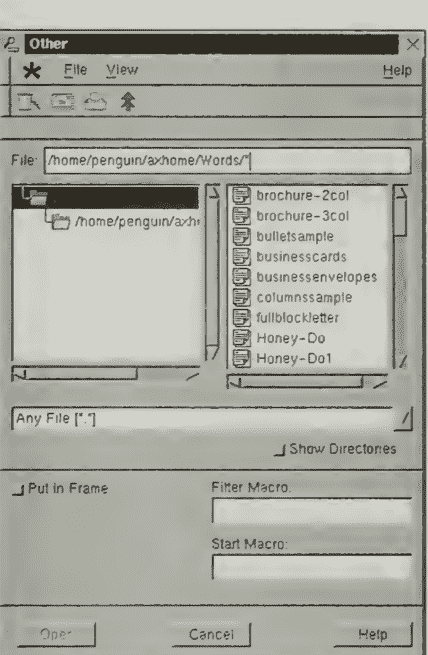 Other
File View Help
File: /home/penguin/axhome/Words/*
/home/penguin/axh
brochure-2col
brochure-3col
bulletsample
businesscards
businessenvelopes
columnssample
fullblockletter
Honey-Do
Honey-Do1
Any File [*.*]
Show Directories
Put in Frame
Filter Macro:
Start Macro:
Open Cancel Help